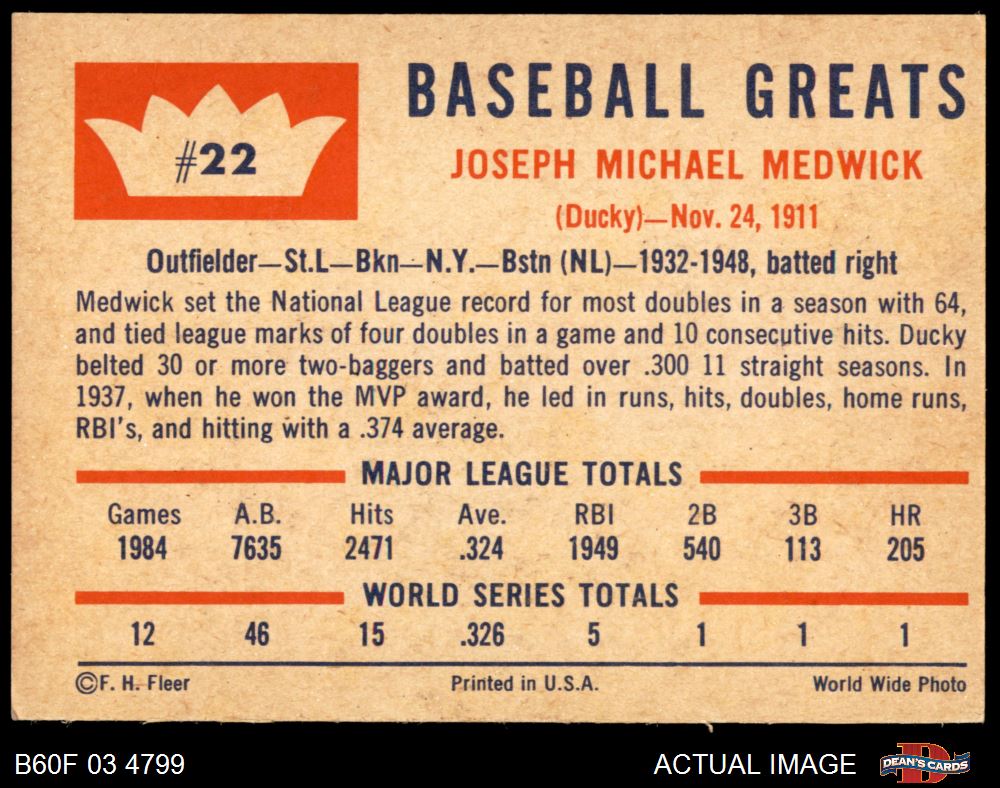 #22
BASEBALL GREATS
JOSEPH MICHAEL MEDWICK
(Ducky)—Nov. 24, 1911
Outfielder—St.L—Bkn—N.Y.—Bstn (NL)—1932-1948, batted right
Medwick set the National League record for most doubles in a season with 64,
and tied league marks of four doubles in a game and 10 consecutive hits. Ducky
belted 30 or more two-baggers and batted over .300 11 straight seasons. In
1937, when he won the MVP award, he led in runs, hits, doubles, home runs,
RBI's, and hitting with a .374 average.
MAJOR LEAGUE TOTALS
Games A.B. Hits Ave. RBI 2B 3B HR
1984 7635 2471 .324 1949 540 113 205
WORLD SERIES TOTALS
12 46 15 .326 5 1 1 1
©F. H. Fleer Printed in U.S.A. World Wide Photo
B60F 03 4799 ACTUAL IMAGE DEAN'S CARDS